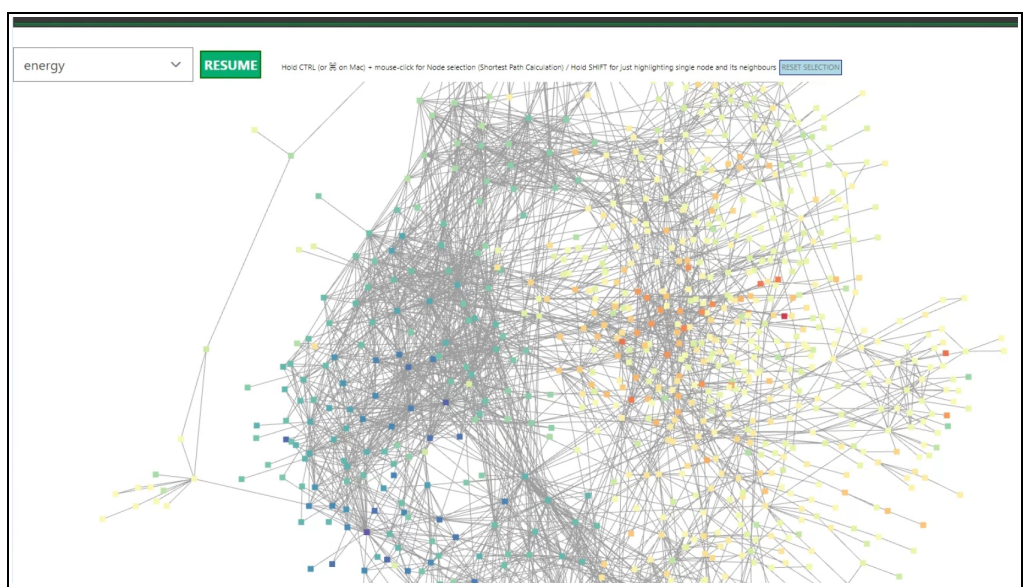 energy
RESUME
Hold CTRL (or ⌘ on Mac) + mouse-click for Node selection (Shortest Path Calculation) / Hold SHIFT for just highlighting single node and its neighbours
RESET SELECTION